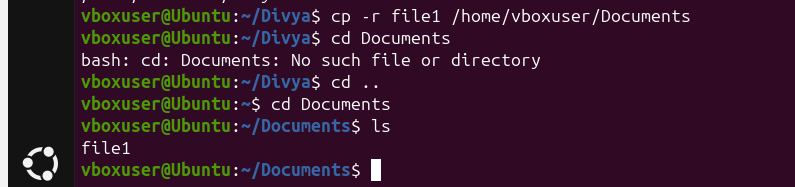 vboxuser@Ubuntu:~/Divya$ cp -r file1 /home/vboxuser/Documents
vboxuser@Ubuntu:~/Divya$ cd Documents
bash: cd: Documents: No such file or directory
vboxuser@Ubuntu:~/Divya$ cd ..
vboxuser@Ubuntu:~$ cd Documents
vboxuser@Ubuntu:~/Documents$ ls
file1
vboxuser@Ubuntu:~/Documents$